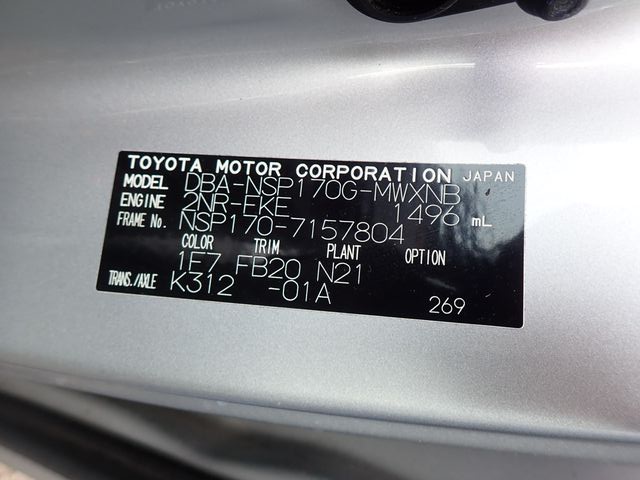 TOYOTA MOTOR CORPORATION JAPAN
MODEL DBA-NSP170G-MWXNB
ENGINE 2NR-FKE 1496 mL
FRAME No. NSP170-7157804
COLOR TRIM PLANT OPTION
1F7 FB20 N21
TRANS./AXLE K312 -01A
269